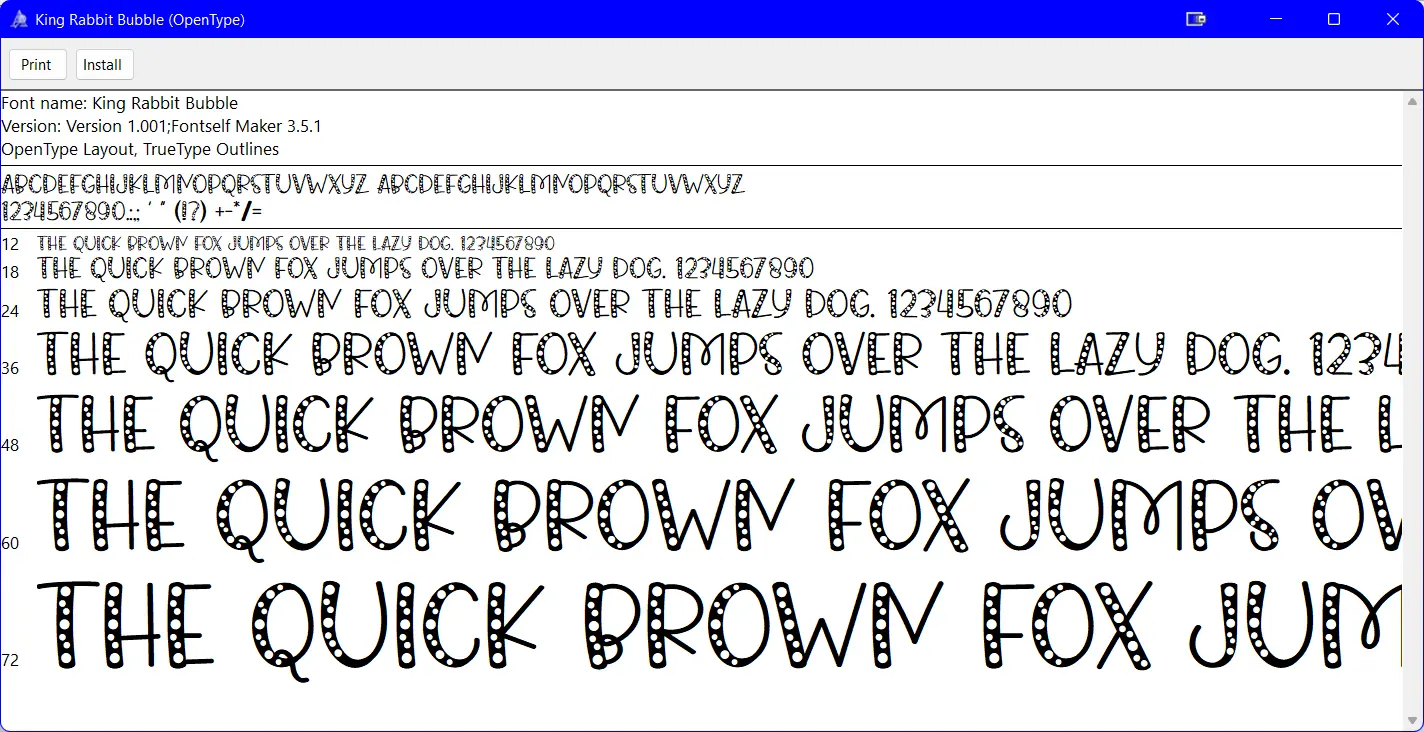 King Rabbit Bubble (OpenType)
Print Install
Font name: King Rabbit Bubble
Version: Version 1.001;Fontself Maker 3.5.1
OpenType Layout, TrueType Outlines
ABCDEFGHIJKLMNOPQRSTUVWXYZ ABCDEFGHIJKLMNOPQRSTUVWXYZ
1234567890.:,; ' " (!?) +-*/=
12 THE QUICK BROWN FOX JUMPS OVER THE LAZY DOG. 1234567890
18 THE QUICK BROWN FOX JUMPS OVER THE LAZY DOG. 1234567890
24 THE QUICK BROWN FOX JUMPS OVER THE LAZY DOG. 1234567890
36 THE QUICK BROWN FOX JUMPS OVER THE LAZY DOG. 1234
48 THE QUICK BROWN FOX JUMPS OVER THE L
60 THE QUICK BROWN FOX JUMPS OV
72 THE QUICK BROWN FOX JUM